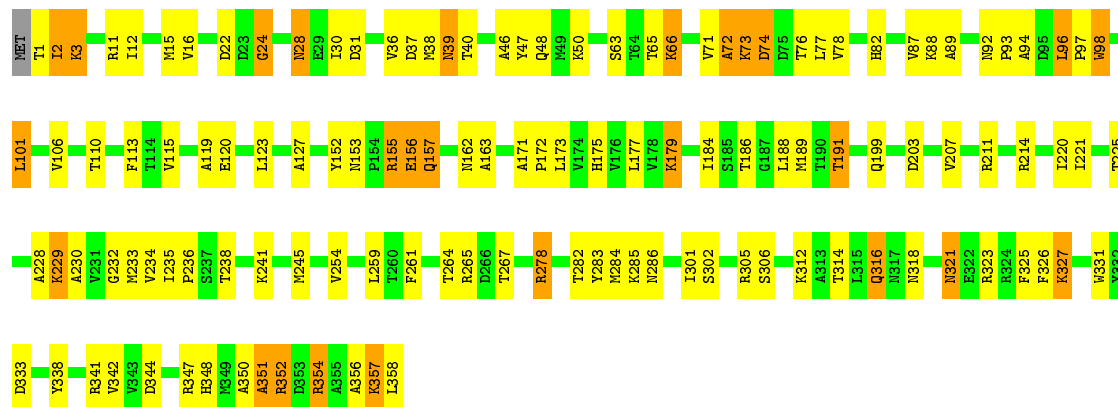 MET T1 I2 K3 R11 I12 M15 V16 D22 D23 G24 N28 E29 I30 D31 V36 D37 M38 N39 T40 A46 Y47 Q48 M49 K50 S63 T64 T65 K66 V71 A72 K73 D74 D75 T76 L77 V78 H82 V87 K88 A89 N92 P93 A94 D95 L96 P97 W98
L101 V106 T110 F113 T114 V115 A119 E120 L123 A127 Y152 N153 P154 R155 E156 Q157 N162 A163 A171 P172 L173 V174 H175 V176 L177 V178 K179 I184 S185 T186 G187 L188 M189 T190 T191 Q199 D203 V207 R211 R214 I220 I221 T225
A228 K229 A230 V231 G232 M233 V234 I235 P236 S237 T238 K241 M245 V254 L259 T260 F261 T264 R265 D266 T267 R278 T282 Y283 M284 K285 N286 I301 S302 R305 S306 K312 A313 T314 L315 Q316 N317 N318 N321 E322 R323 R324 F325 F326 K327 W331 Y332
D333 Y338 R341 V342 V343 D344 R347 H348 M349 A350 A351 R352 D353 R354 A355 A356 K357 L358